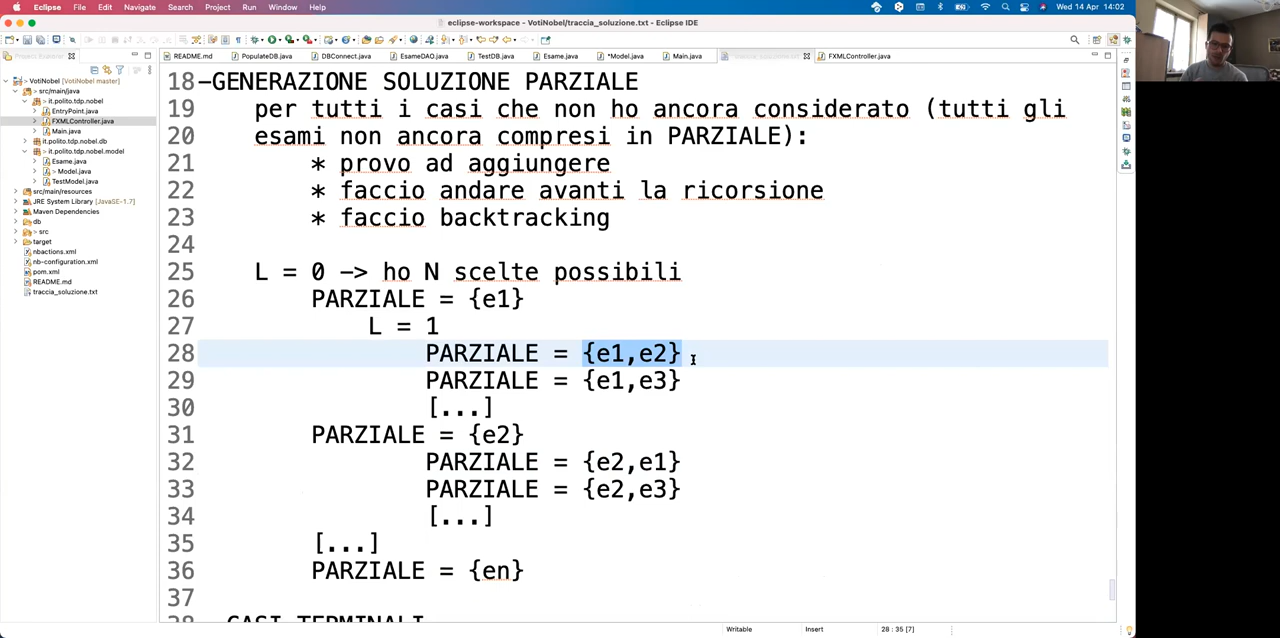 Eclipse File Edit Navigate Search Project Run Window Help Wed 14 Apr 14:02
eclipse-workspace - VotiNobel/traccia_soluzione.txt - Eclipse IDE
README.md PopulateDB.java DBConnect.java EsameDAO.java TestDB.java Esame.java *Model.java Main.java FXMLController.java
Project Explorer
VotiNobel [VotiNobel master]
src/main/java
it.polito.tdp.nobel
EntryPoint.java
FXMLController.java
Main.java
it.polito.tdp.nobel.db
it.polito.tdp.nobel.model
Esame.java
> Model.java
TestModel.java
src/main/resources
JRE System Library [JavaSE-1.7]
Maven Dependencies
db
> src
target
nbactions.xml
nb-configuration.xml
pom.xml
README.md
traccia_soluzione.txt
18 -GENERAZIONE SOLUZIONE PARZIALE
19 per tutti i casi che non ho ancora considerato (tutti gli
20 esami non ancora compresi in PARZIALE):
21 * provo ad aggiungere
22 * faccio andare avanti la ricorsione
23 * faccio backtracking
24
25 L = 0 -> ho N scelte possibili
26 PARZIALE = {e1}
27 L = 1
28 PARZIALE = {e1,e2}
29 PARZIALE = {e1,e3}
30 [...]
31 PARZIALE = {e2}
32 PARZIALE = {e2,e1}
33 PARZIALE = {e2,e3}
34 [...]
35 [...]
36 PARZIALE = {en}
37
38 CASI TERMINALI
Writable Insert 28 : 35 [7]